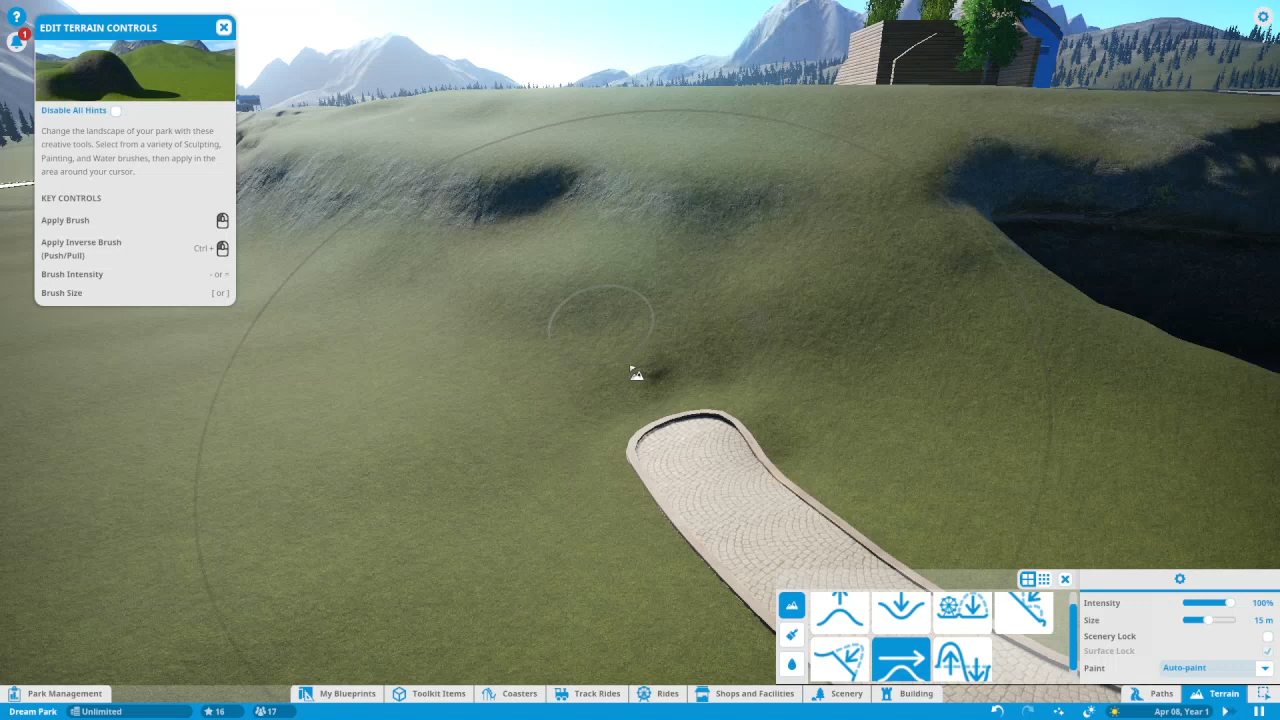 ?
1
EDIT TERRAIN CONTROLS
Disable All Hints
Change the landscape of your park with these
creative tools. Select from a variety of Sculpting,
Painting, and Water brushes, then apply in the
area around your cursor.
KEY CONTROLS
Apply Brush
Apply Inverse Brush
(Push/Pull)
Ctrl +
Brush Intensity
- or =
Brush Size
[ or ]
Intensity 100%
Size 15 m
Scenery Lock
Surface Lock
Paint Auto-paint
Park Management
My Blueprints
Toolkit Items
Coasters
Track Rides
Rides
Shops and Facilities
Scenery
Building
Paths
Terrain
Dream Park
Unlimited
16
17
Apr 08, Year 1